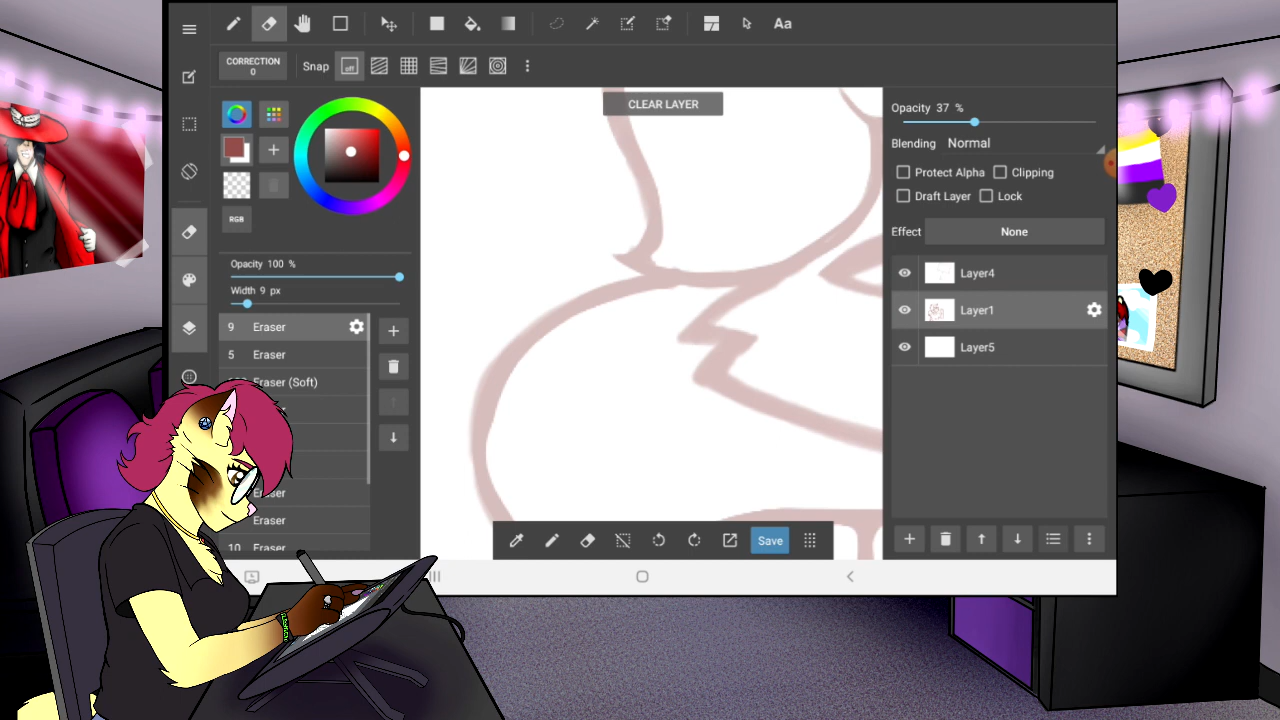 Aa
CORRECTION
0
Snap
off
CLEAR LAYER
RGB
Opacity 100 %
Width 9 px
9 Eraser
5 Eraser
Eraser (Soft)
Eraser
Eraser
10 Eraser
Save
Opacity 37 %
Blending Normal
Protect Alpha
Clipping
Draft Layer
Lock
Effect None
Layer4
Layer1
Layer5